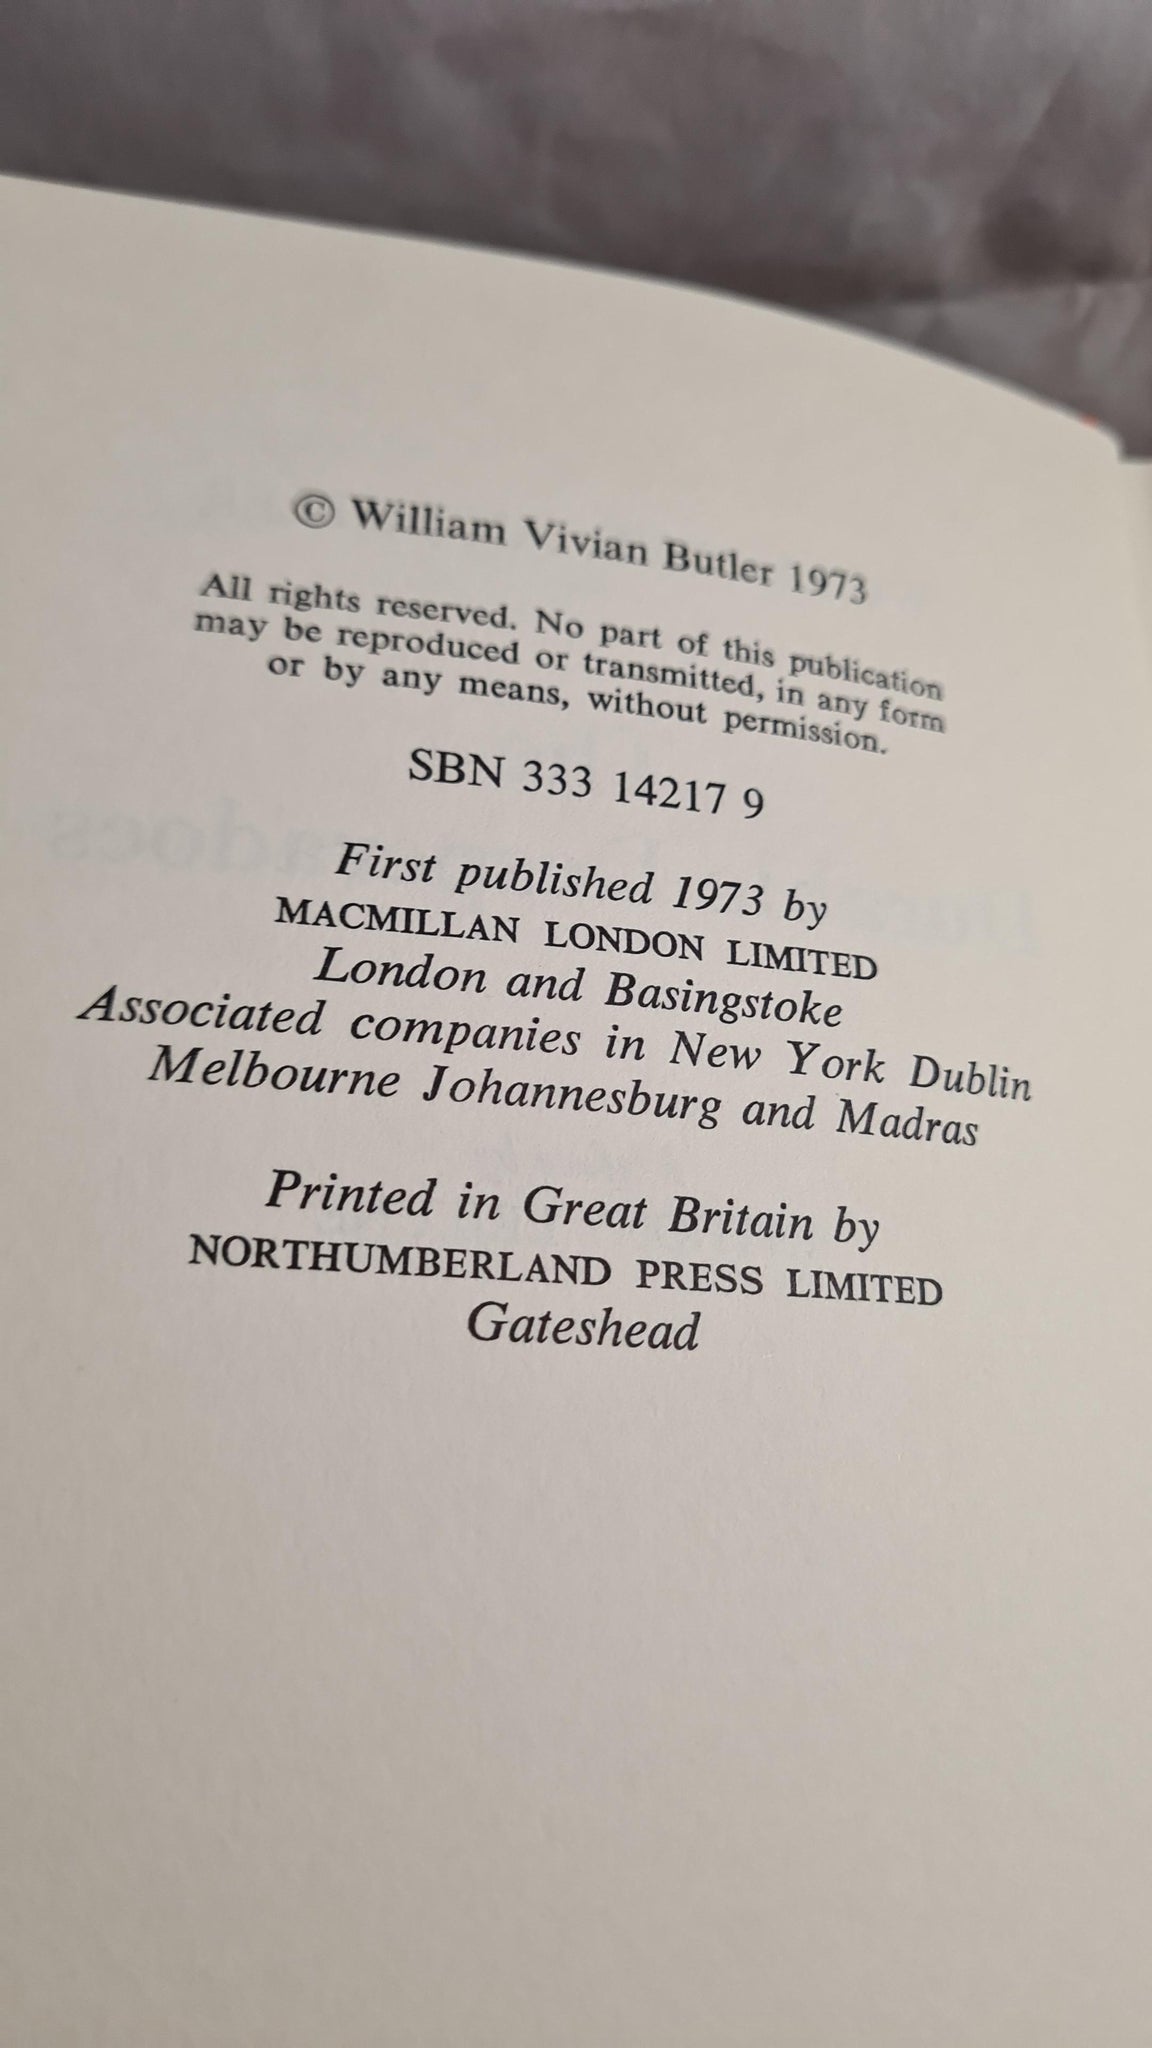 © William Vivian Butler 1973
All rights reserved. No part of this publication
may be reproduced or transmitted, in any form
or by any means, without permission.
SBN 333 14217 9
First published 1973 by
MACMILLAN LONDON LIMITED
London and Basingstoke
Associated companies in New York Dublin
Melbourne Johannesburg and Madras
Printed in Great Britain by
NORTHUMBERLAND PRESS LIMITED
Gateshead